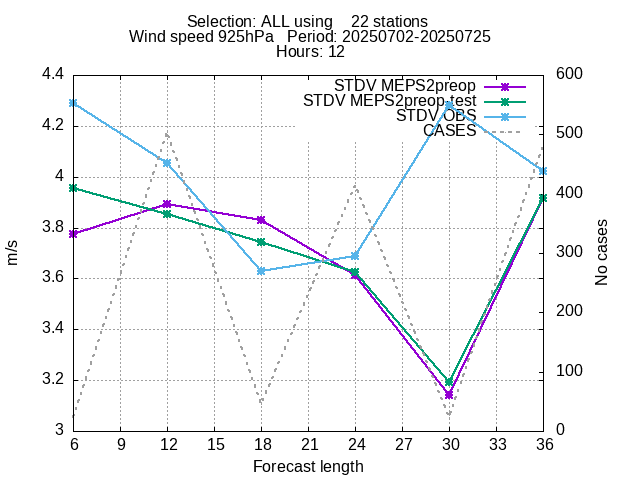 Selection: ALL using    22 stations
Wind speed 925hPa   Period: 20250702-20250725
Hours: 12
STDV MEPS2preop
STDV MEPS2preop_test
STDV OBS
CASES
4.4
4.2
4
3.8
3.6
3.4
3.2
3
m/s
600
500
400
300
200
100
0
No cases
6 9 12 15 18 21 24 27 30 33 36
Forecast length